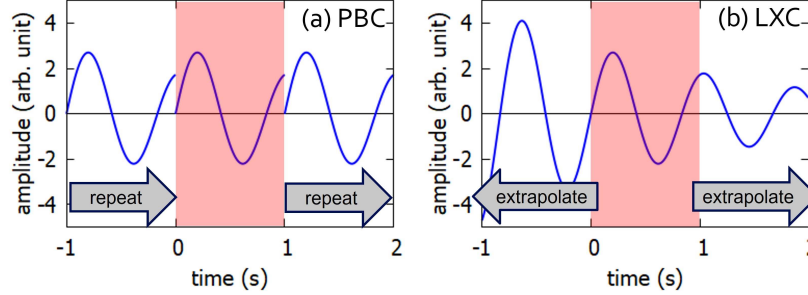 (a) PBC
amplitude (arb. unit)
4
2
0
-2
-4
repeat
repeat
-1
0
1
2
time (s)
(b) LXC
amplitude (arb. unit)
4
2
0
-2
-4
extrapolate
extrapolate
-1
0
1
2
time (s)